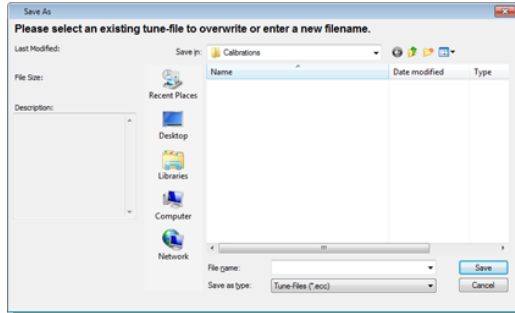 Save As
Please select an existing tune-file to overwrite or enter a new filename.
Last Modified:
Save in:
Calibrations
File Size:
Name
Date modified
Type
Recent Places
Description:
Desktop
Libraries
Computer
Network
File name:
Save
Save as type:
Tune-Files (*.ecc)
Cancel